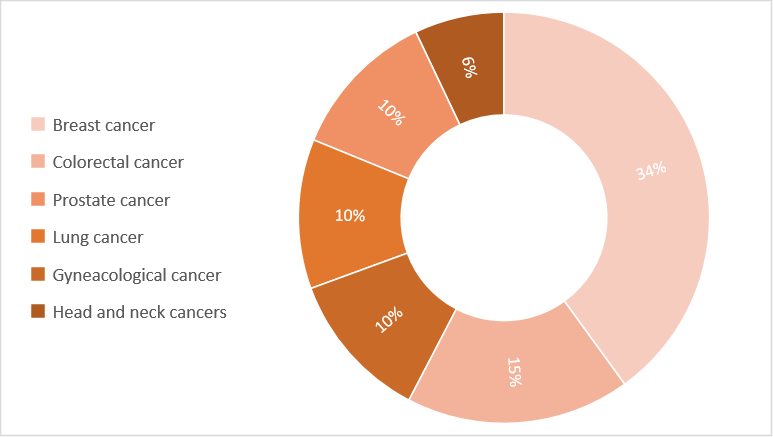 Breast cancer
Colorectal cancer
Prostate cancer
Lung cancer
Gyneacological cancer
Head and neck cancers
34%
15%
10%
10%
10%
6%